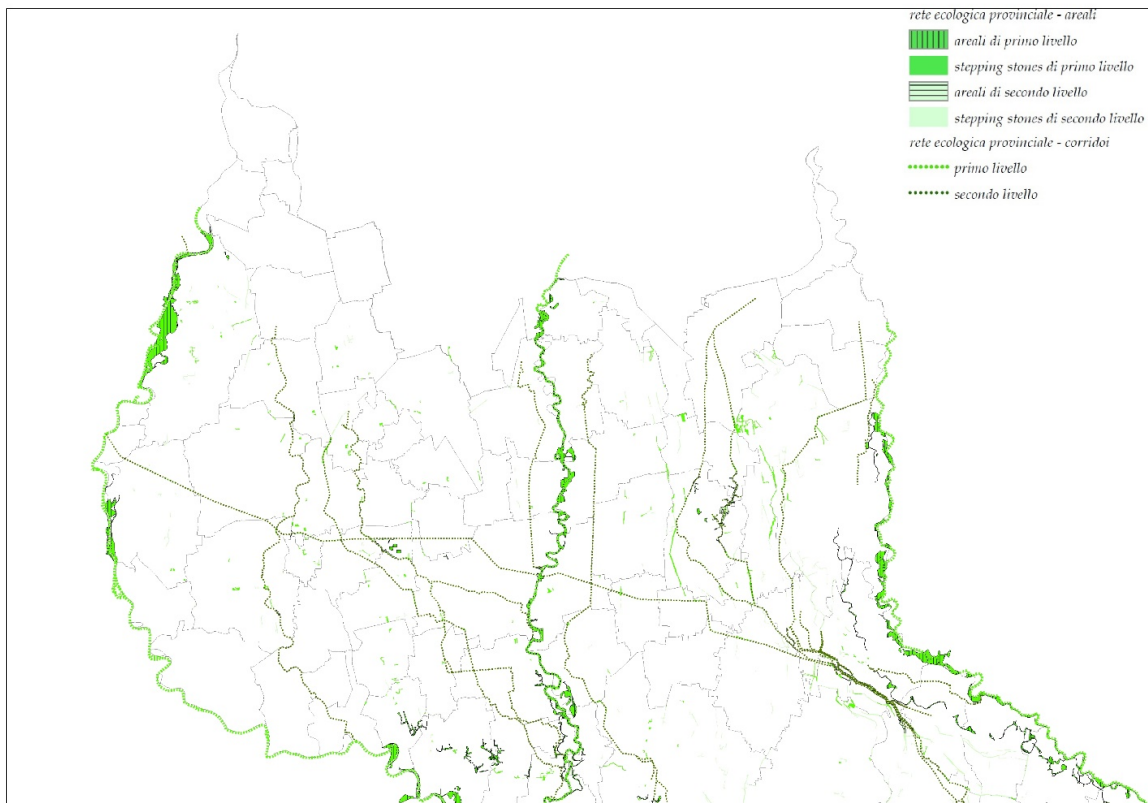 rete ecologica provinciale - areali
areali di primo livello
stepping stones di primo livello
areali di secondo livello
stepping stones di secondo livello
rete ecologica provinciale - corridoi
primo livello
secondo livello